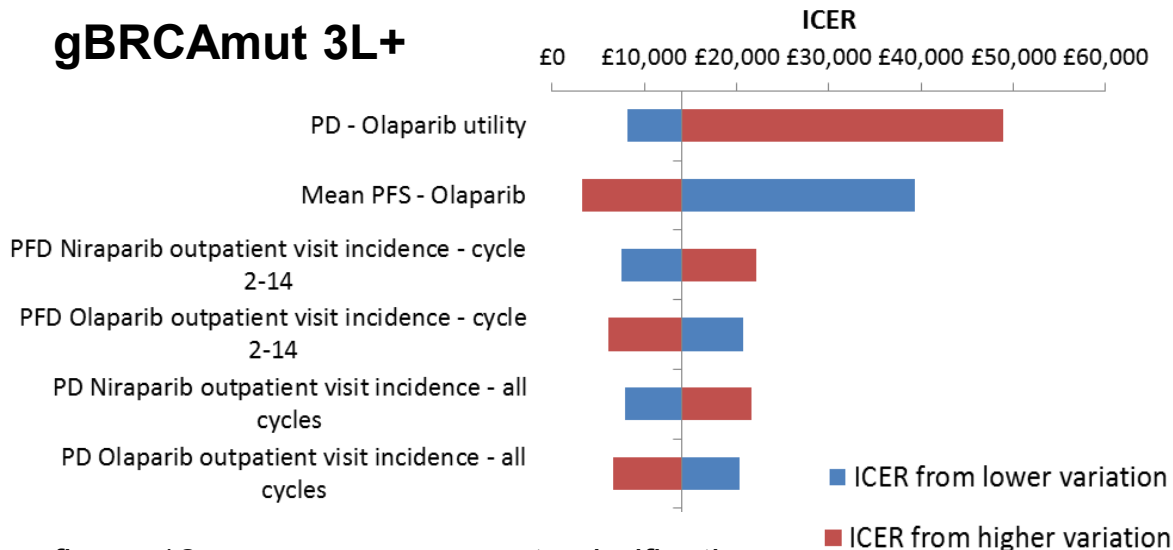 gBRCAmut 3L+
ICER
£0 £10,000 £20,000 £30,000 £40,000 £50,000 £60,000
PD - Olaparib utility
Mean PFS - Olaparib
PFD Niraparib outpatient visit incidence - cycle
2-14
PFD Olaparib outpatient visit incidence - cycle
2-14
PD Niraparib outpatient visit incidence - all
cycles
PD Olaparib outpatient visit incidence - all
cycles
ICER from lower variation
ICER from higher variation